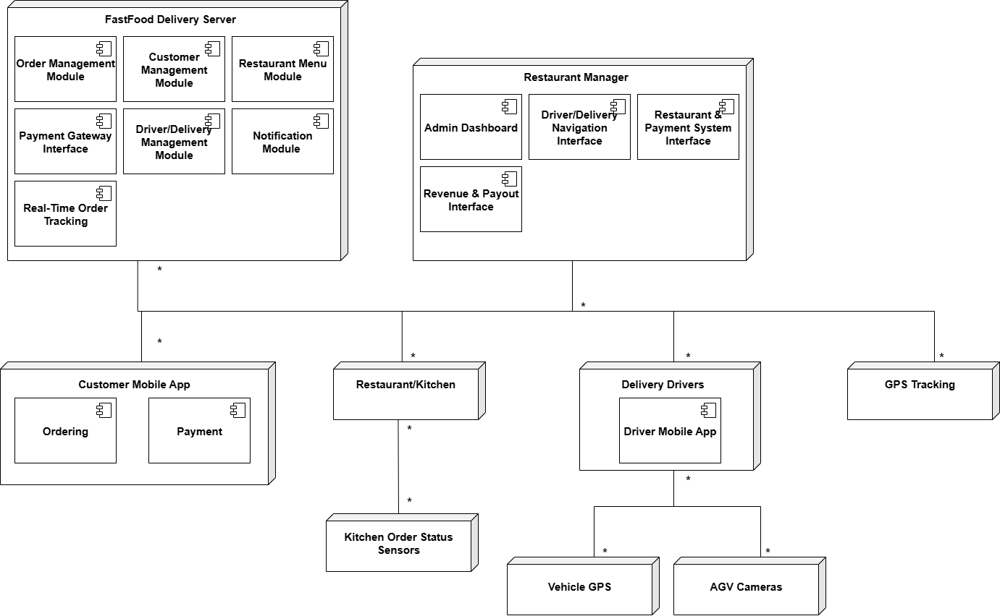 FastFood Delivery Server
Order Management
Module
Customer
Management
Module
Restaurant Menu
Module
Payment Gateway
Interface
Driver/Delivery
Management
Module
Notification
Module
Real-Time Order
Tracking
Restaurant Manager
Admin Dashboard
Driver/Delivery
Navigation
Interface
Restaurant &
Payment System
Interface
Revenue & Payout
Interface
*
*
*
*
*
*
Customer Mobile App
Ordering
Payment
Restaurant/Kitchen
Delivery Drivers
Driver Mobile App
GPS Tracking
*
*
*
Kitchen Order Status
Sensors
*
*
Vehicle GPS
AGV Cameras